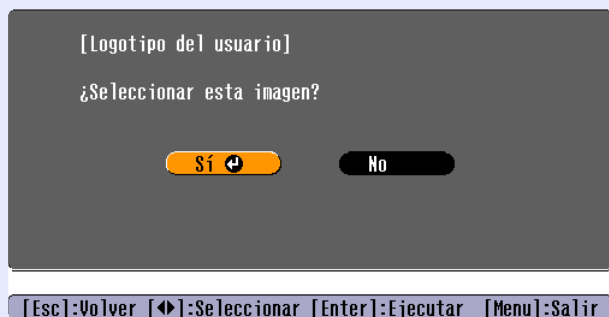 [Logotipo del usuario]
¿Seleccionar esta imagen?
Sí No
[Esc]:Volver [◆]:Seleccionar [Enter]:Ejecutar [Menu]:Salir